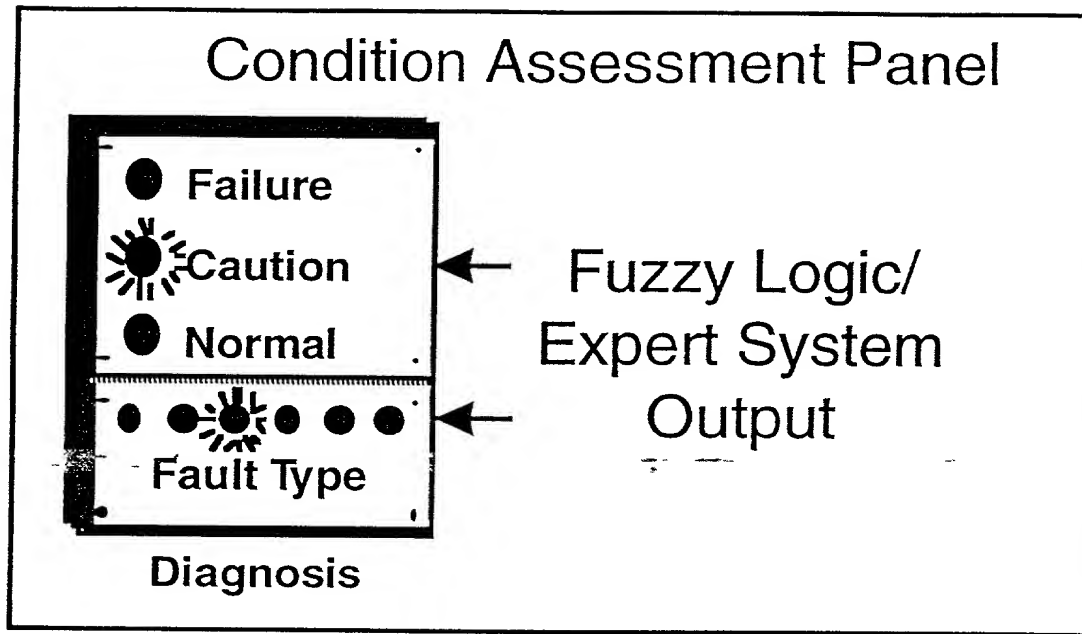 Condition Assessment Panel
Failure
Caution
Normal
Fault Type
Diagnosis
Fuzzy Logic/
Expert System
Output